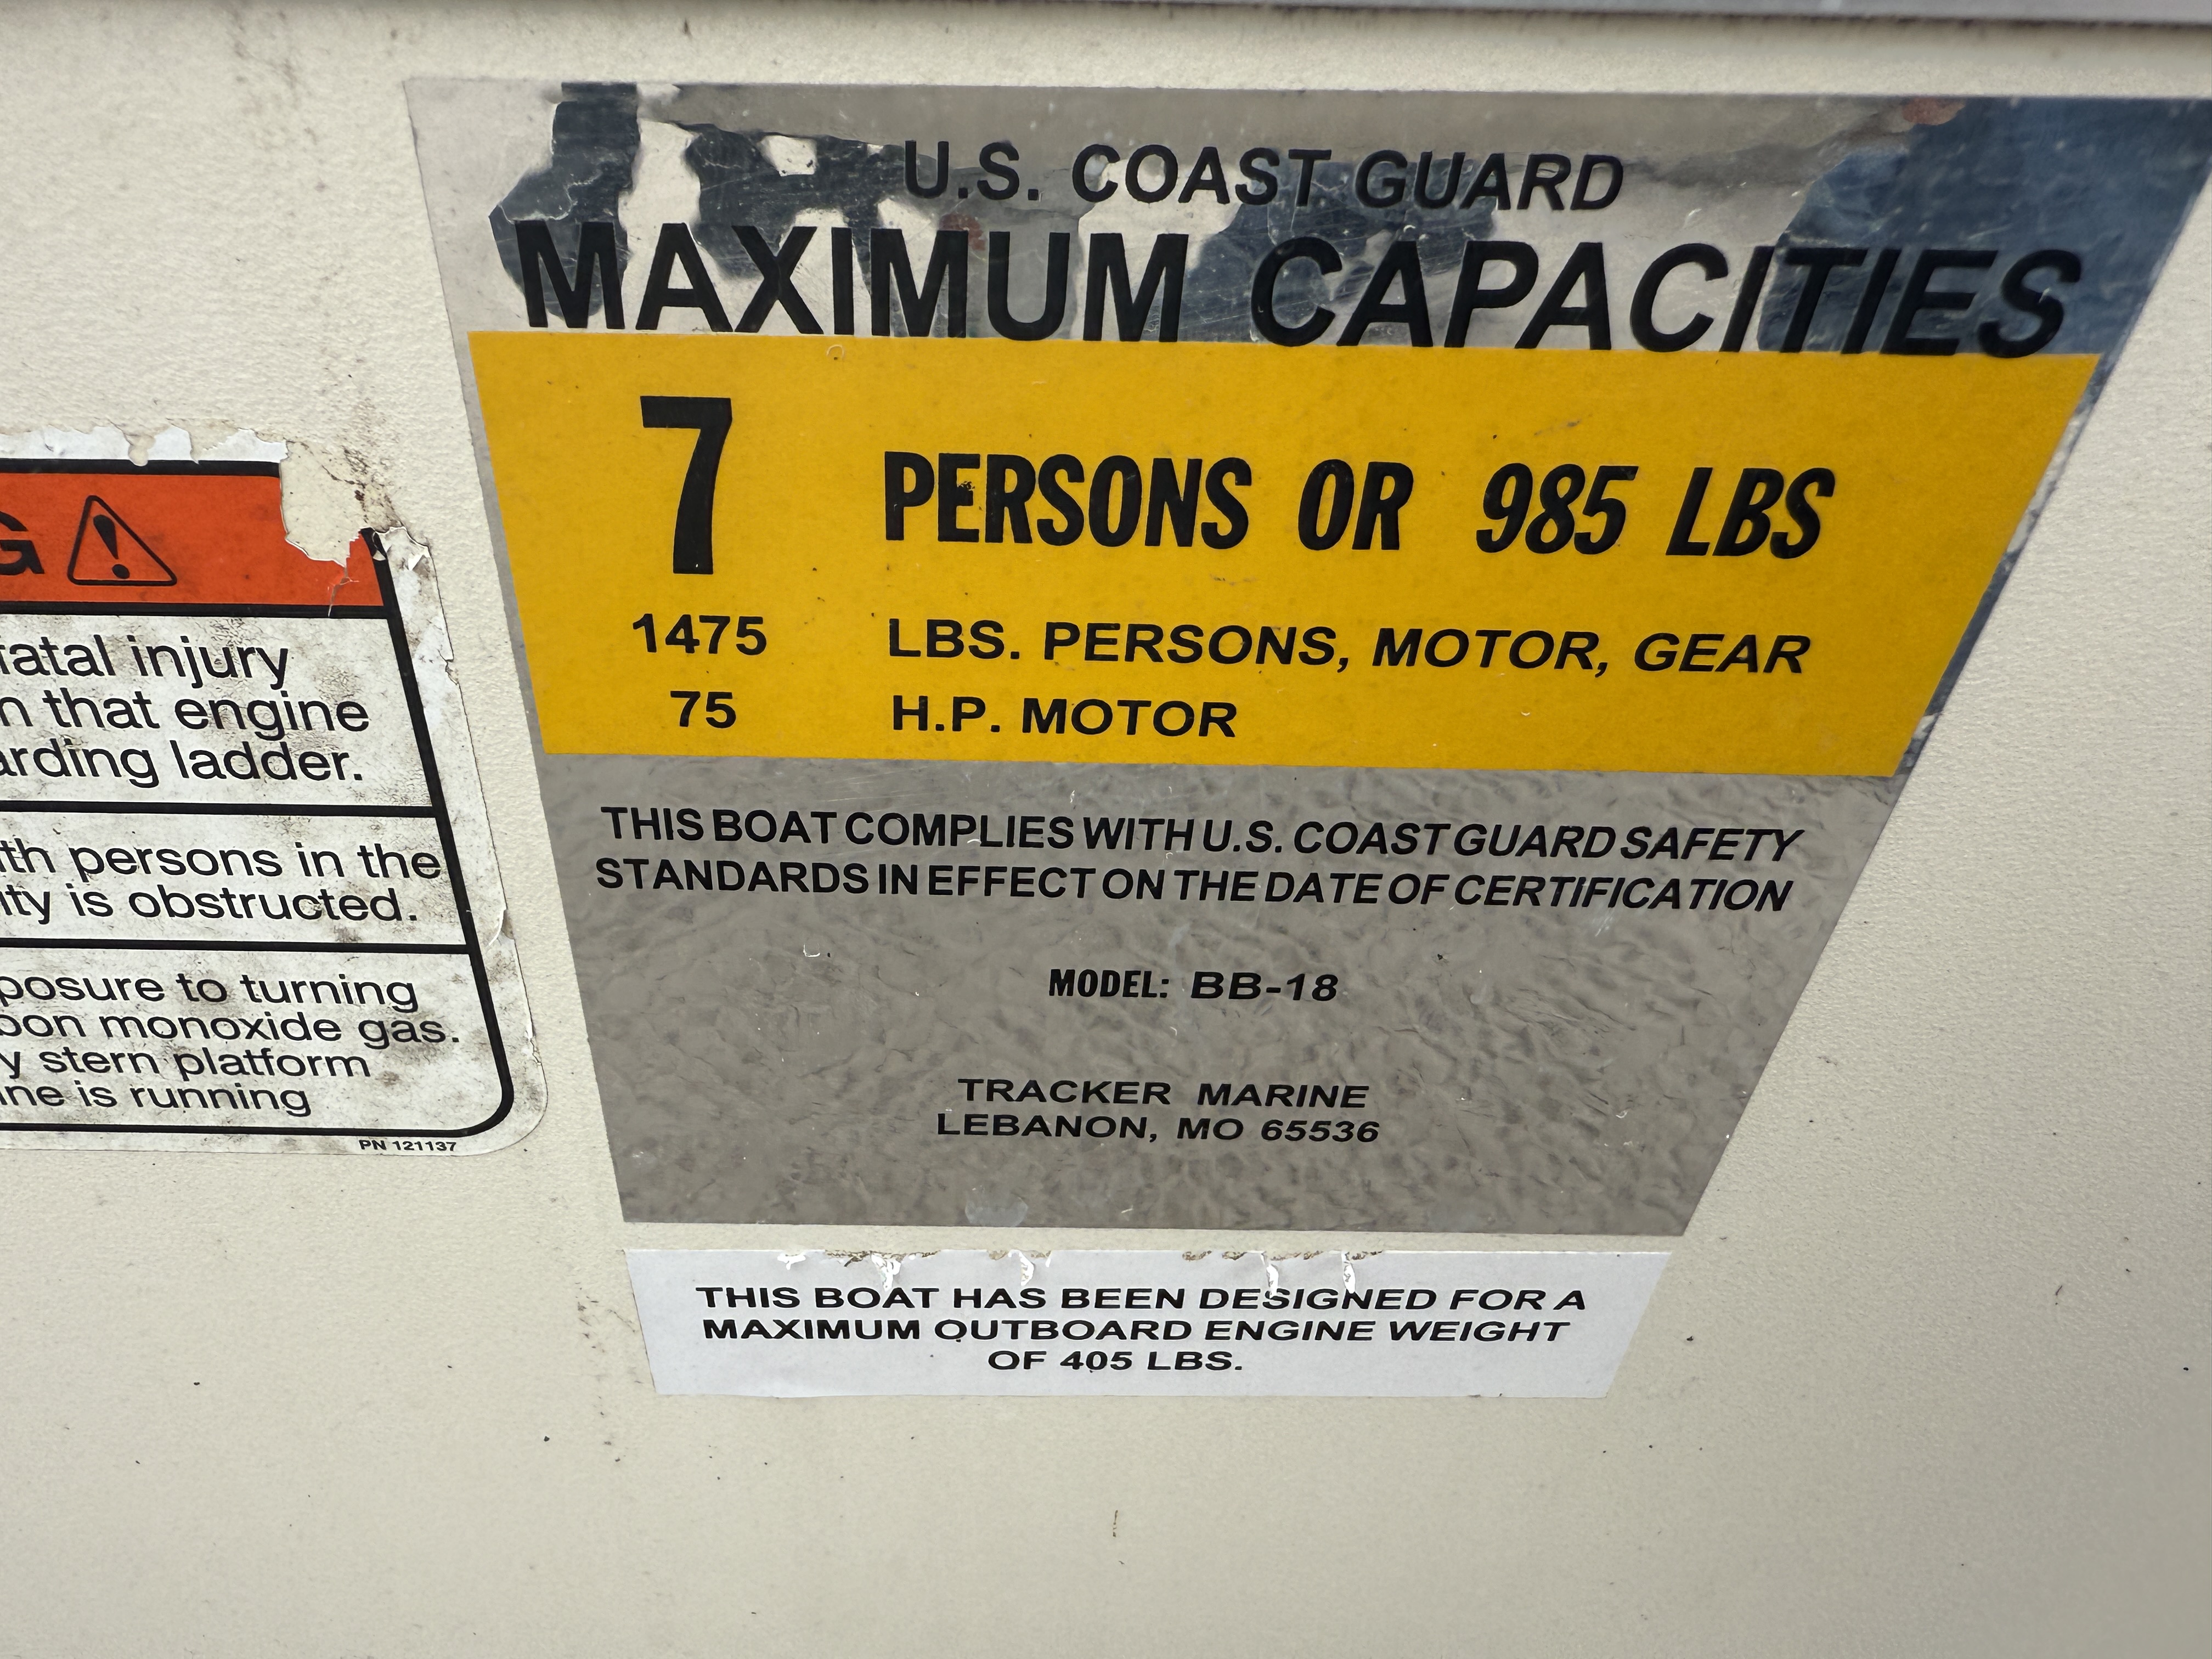 U.S. COAST GUARD
MAXIMUM CAPACITIES
7 PERSONS OR 985 LBS
1475 LBS. PERSONS, MOTOR, GEAR
75 H.P. MOTOR
THIS BOAT COMPLIES WITH U.S. COAST GUARD SAFETY
STANDARDS IN EFFECT ON THE DATE OF CERTIFICATION
MODEL: BB-18
TRACKER MARINE
LEBANON, MO 65536
THIS BOAT HAS BEEN DESIGNED FOR A
MAXIMUM OUTBOARD ENGINE WEIGHT
OF 405 LBS.
G
fatal injury
n that engine
arding ladder.
ith persons in the
ity is obstructed.
posure to turning
bon monoxide gas.
y stern platform
ine is running
PN 121137